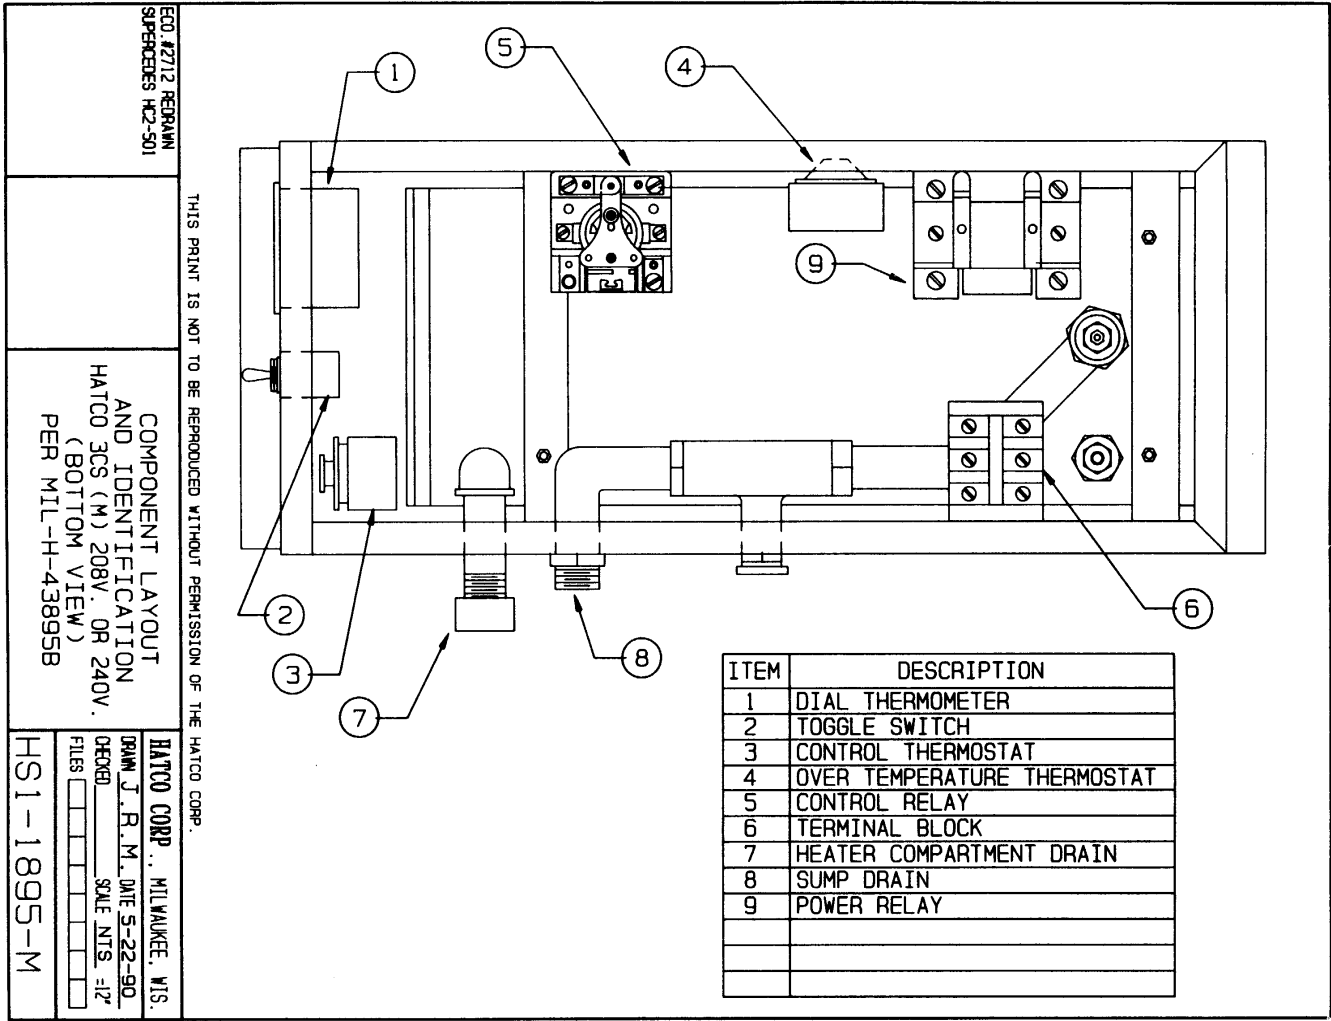 ECO.#2712 REDRAWN
SUPERCEDES HC2-501
THIS PRINT IS NOT TO BE REPRODUCED WITHOUT PERMISSION OF THE HATCO CORP.
COMPONENT LAYOUT
AND IDENTIFICATION
HATCO 3CS (M) 208V. OR 240V.
(BOTTOM VIEW)
PER MIL-H-43895B
HATCO CORP., MILWAUKEE, WIS.
DRAWN J.R.M. DATE 5-22-90
CHECKED SCALE NTS =12"
FILES
HS1-1895-M
1
5
4
9
2
6
3
8
7
ITEM DESCRIPTION
1 DIAL THERMOMETER
2 TOGGLE SWITCH
3 CONTROL THERMOSTAT
4 OVER TEMPERATURE THERMOSTAT
5 CONTROL RELAY
6 TERMINAL BLOCK
7 HEATER COMPARTMENT DRAIN
8 SUMP DRAIN
9 POWER RELAY